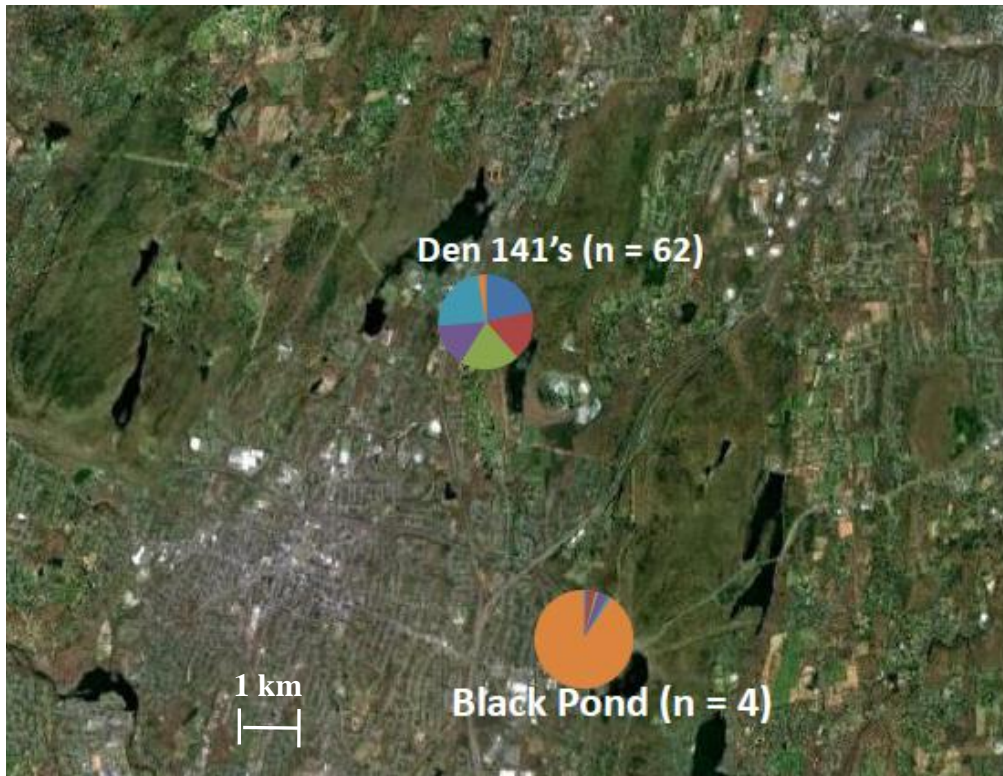 Den 141's (n = 62)
1 km
Black Pond (n = 4)